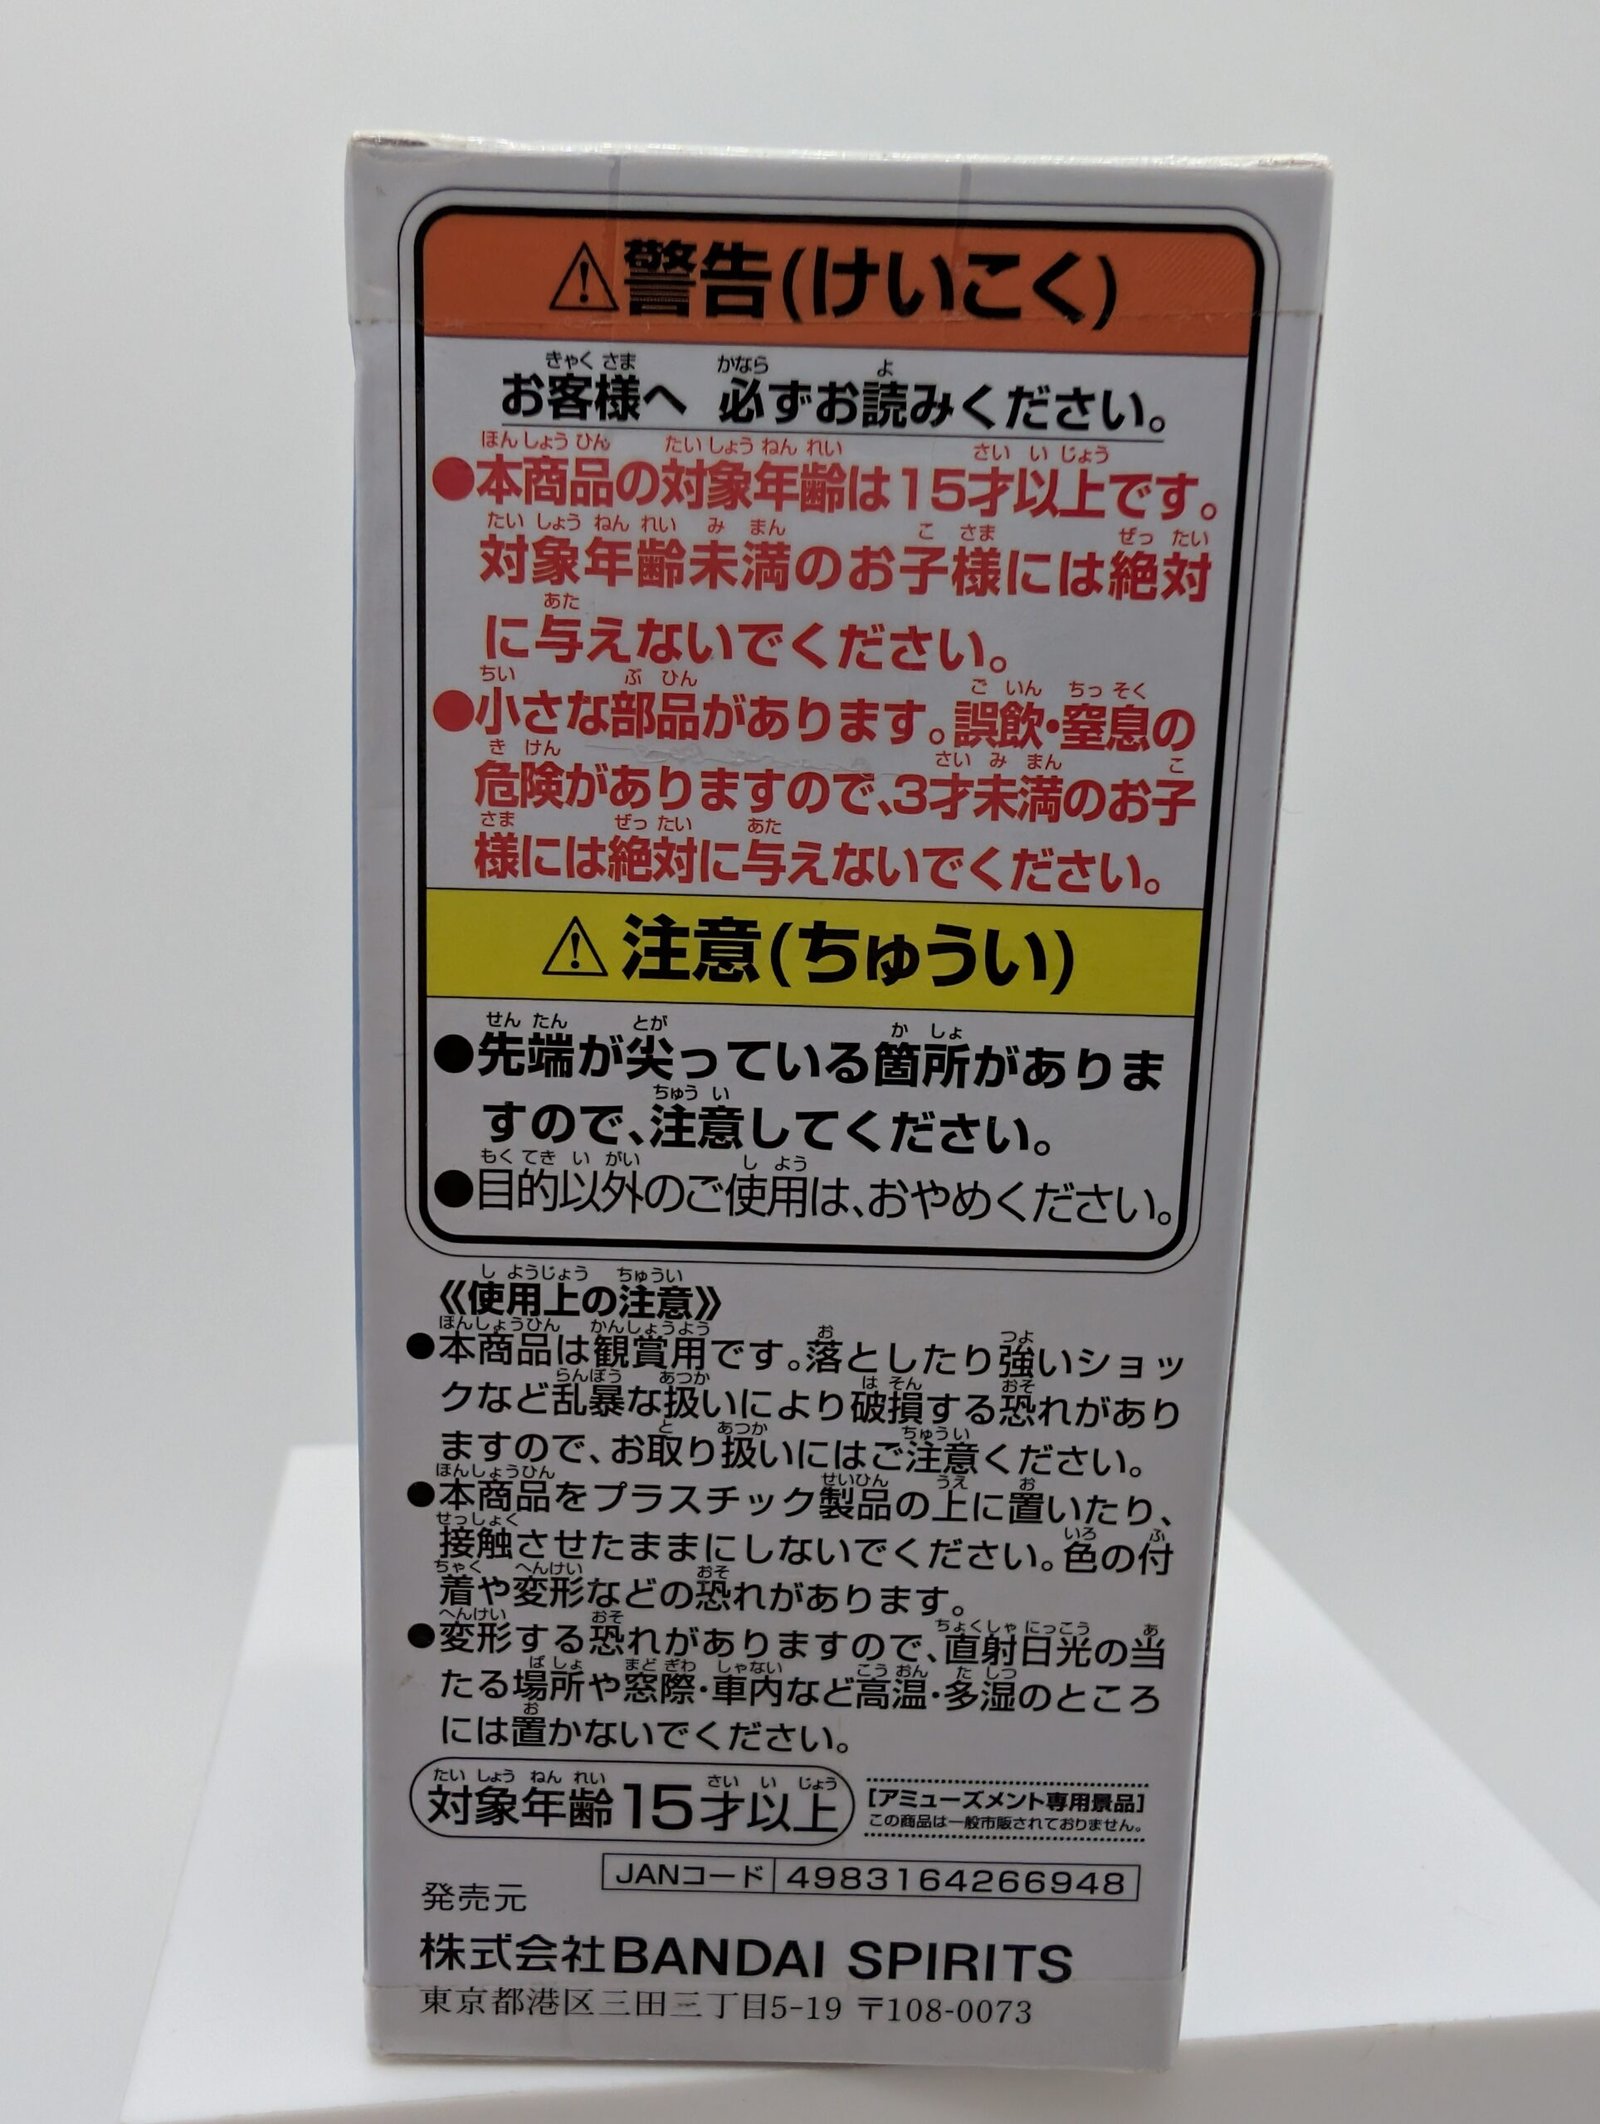 ⚠警告(けいこく)
お客様へ 必ずお読みください。
●本商品の対象年齢は15才以上です。
対象年齢未満のお子様には絶対
に与えないでください。
●小さな部品があります。誤飲・窒息の
危険がありますので、3才未満のお子
様には絶対に与えないでください。
⚠注意(ちゅうい)
●先端が尖っている箇所がありま
すので、注意してください。
●目的以外のご使用は、おやめください。
《使用上の注意》
●本商品は観賞用です。落としたり強いショッ
クなど乱暴な扱いにより破損する恐れがあり
ますので、お取り扱いにはご注意ください。
●本商品をプラスチック製品の上に置いたり、
接触させたままにしないでください。色の付
着や変形などの恐れがあります。
●変形する恐れがありますので、直射日光の当
たる場所や窓際・車内など高温・多湿のところ
には置かないでください。
対象年齢15才以上
[アミューズメント専用景品]
この商品は一般市販されておりません。
JANコード 4983164266948
発売元
株式会社BANDAI SPIRITS
東京都港区三田三丁目5-19 〒108-0073